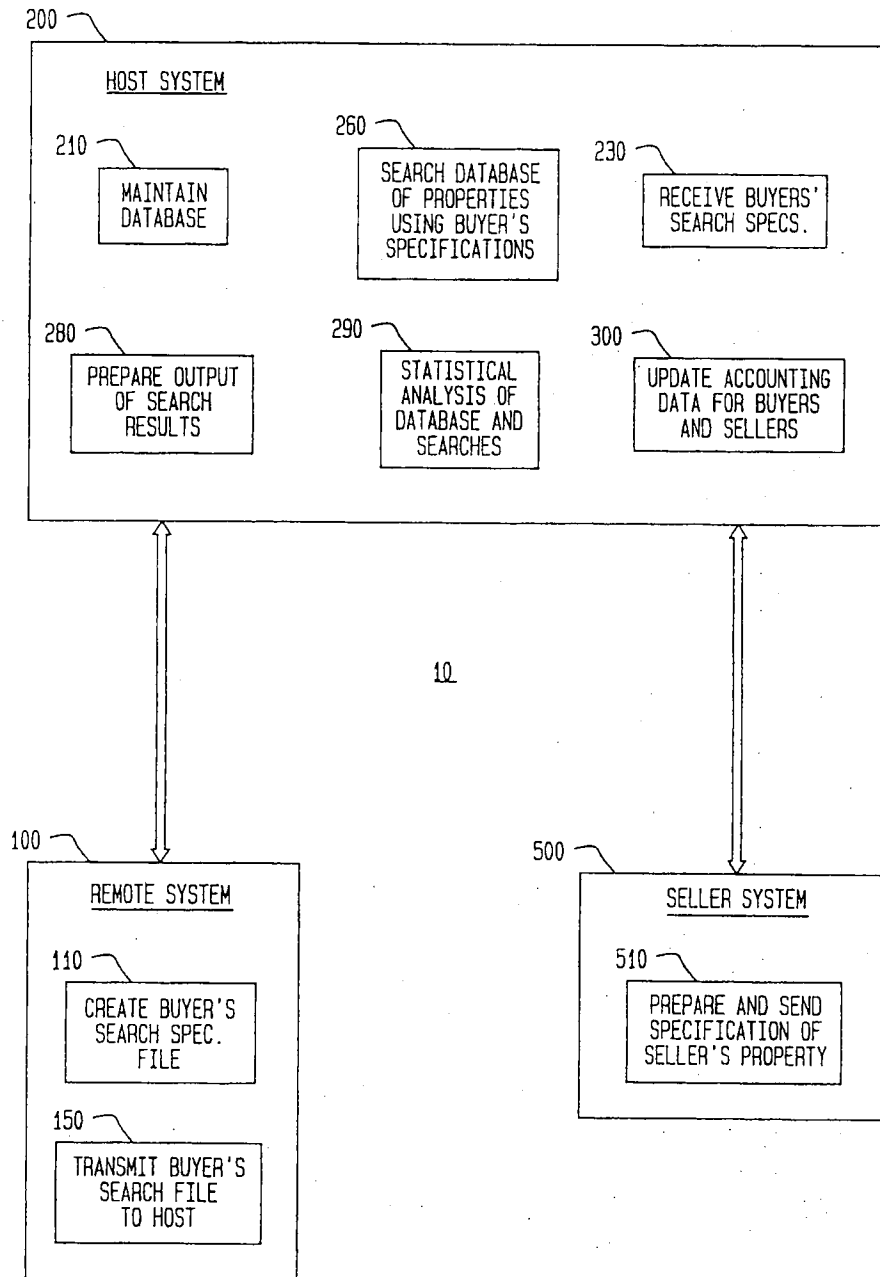 200
HOST SYSTEM
210
MAINTAIN
DATABASE
260
SEARCH DATABASE
OF PROPERTIES
USING BUYER'S
SPECIFICATIONS
230
RECEIVE BUYERS'
SEARCH SPECS.
280
PREPARE OUTPUT
OF SEARCH
RESULTS
290
STATISTICAL
ANALYSIS OF
DATABASE AND
SEARCHES
300
UPDATE ACCOUNTING
DATA FOR BUYERS
AND SELLERS
10
100
REMOTE SYSTEM
110
CREATE BUYER'S
SEARCH SPEC.
FILE
150
TRANSMIT BUYER'S
SEARCH FILE
TO HOST
500
SELLER SYSTEM
510
PREPARE AND SEND
SPECIFICATION OF
SELLER'S PROPERTY